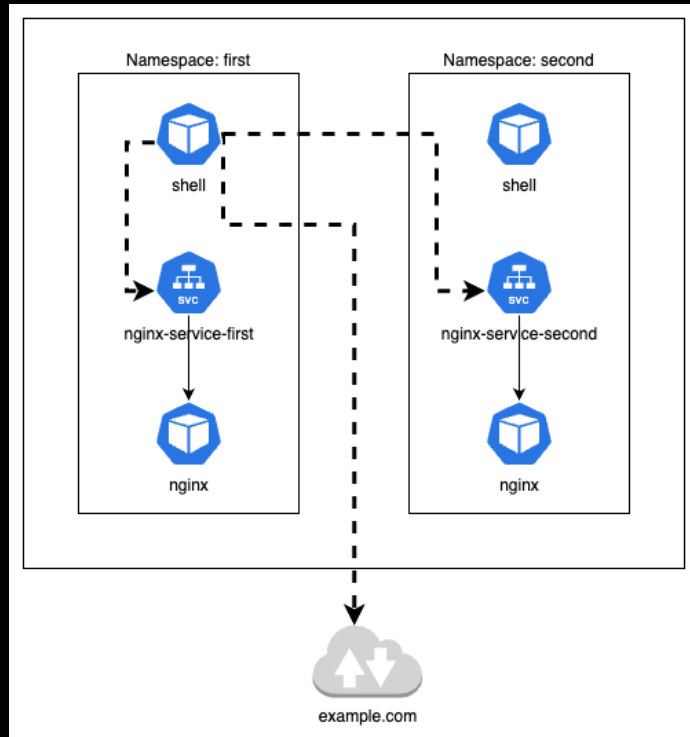 Namespace: first
Namespace: second
shell
shell
svc
svc
nginx-service-first
nginx-service-second
nginx
nginx
example.com